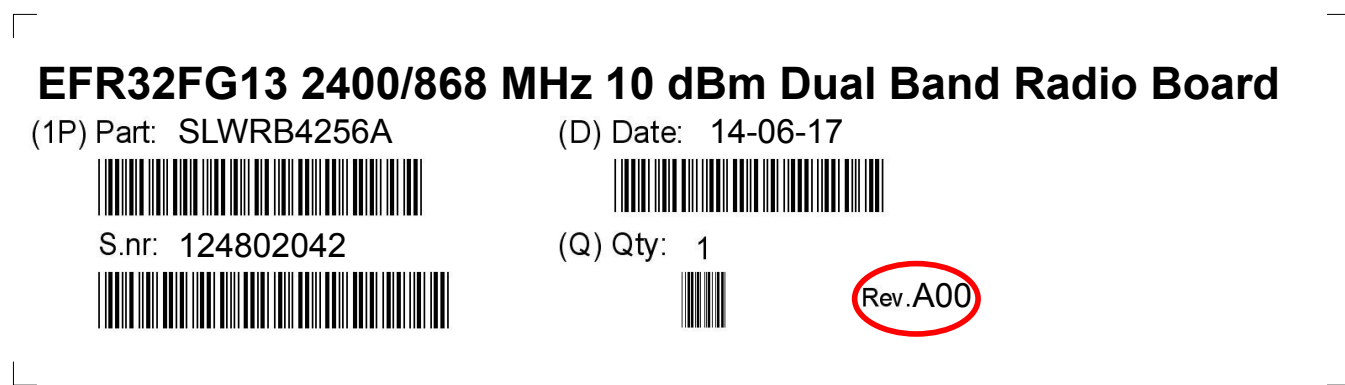 EFR32FG13 2400/868 MHz 10 dBm Dual Band Radio Board
(1P) Part: SLWRB4256A (D) Date: 14-06-17
S.nr: 124802042 (Q) Qty: 1
Rev.A00